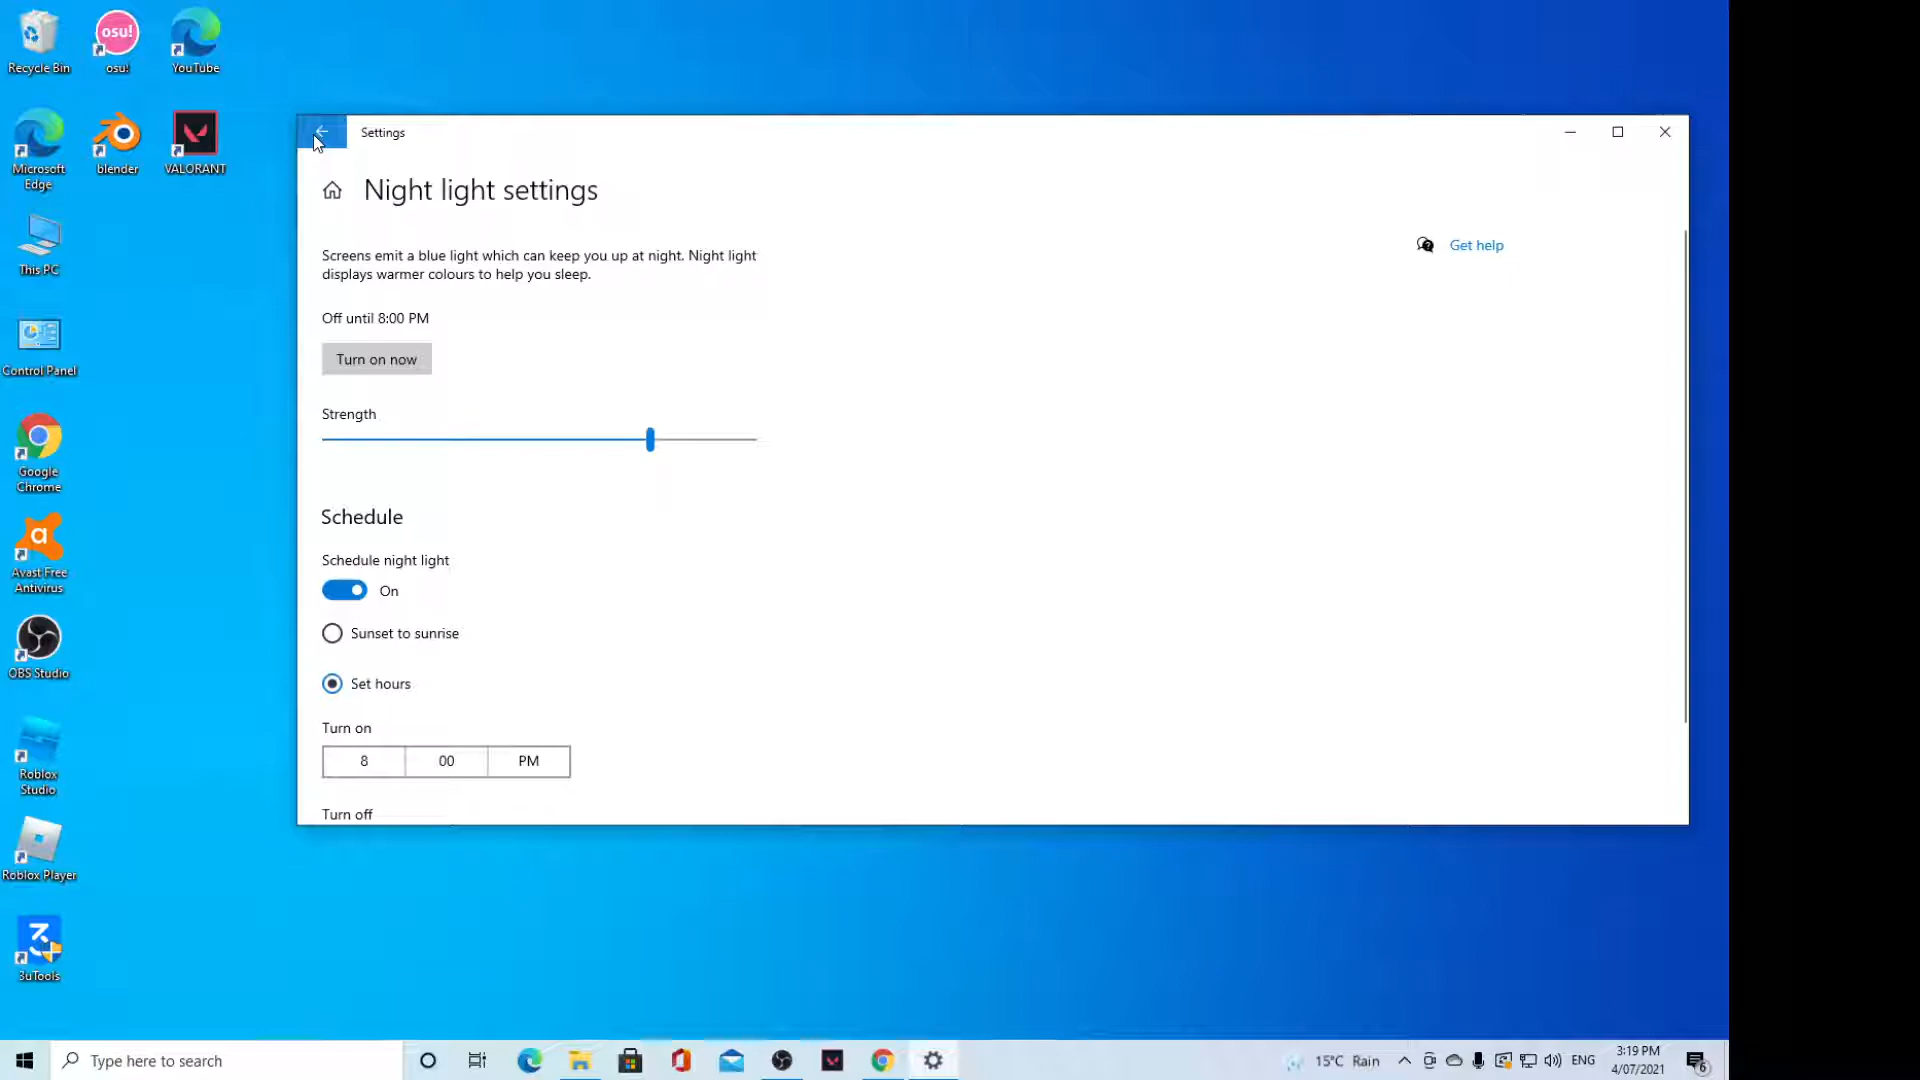 Recycle Bin
osu!
osu!
YouTube
Microsoft
Edge
blender
VALORANT
This PC
Control Panel
Google
Chrome
Avast Free
Antivirus
OBS Studio
Roblox
Studio
Roblox Player
3uTools
Settings
Night light settings
Screens emit a blue light which can keep you up at night. Night light
displays warmer colours to help you sleep.
Get help
Off until 8:00 PM
Turn on now
Strength
Schedule
Schedule night light
On
Sunset to sunrise
Set hours
Turn on
8 00 PM
Turn off
Type here to search
15°C Rain
ENG
3:19 PM
4/07/2021
6